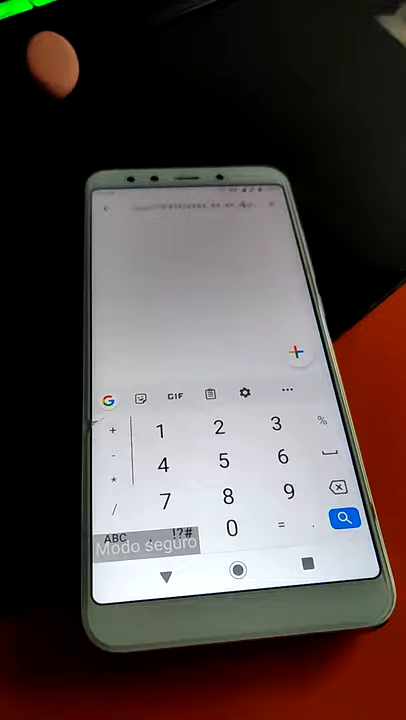 G GIF
+ 1 2 3 %
- 4 5 6
* 7 8 9
/ 0 = .
ABC , !?#
Modo seguro